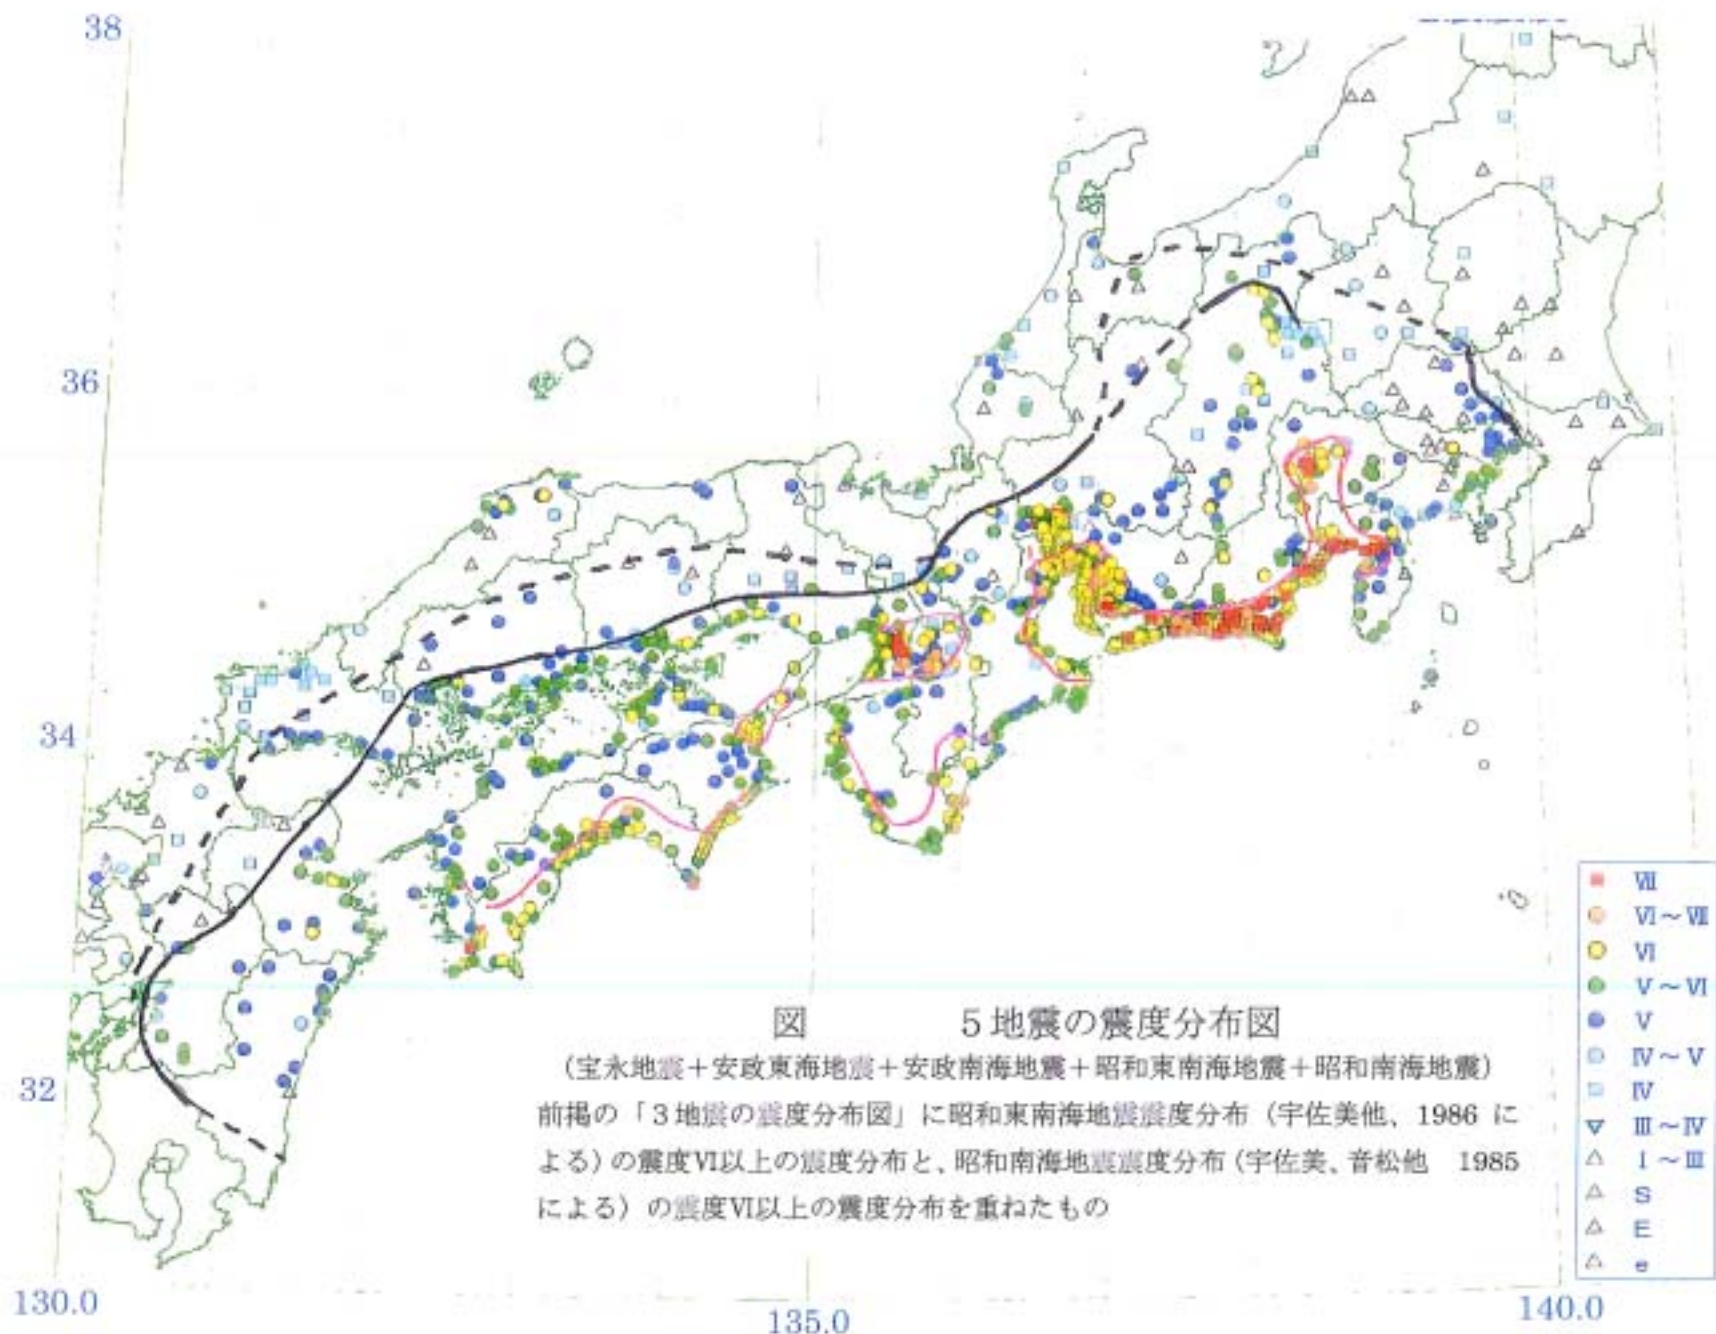 38
36
34
32
130.0
135.0
140.0
図 5地震の震度分布図
（宝永地震＋安政東海地震＋安政南海地震＋昭和東南海地震＋昭和南海地震）
前掲の「3地震の震度分布図」に昭和東南海地震震度分布（宇佐美他、1986 に
よる）の震度Ⅵ以上の震度分布と、昭和南海地震震度分布（宇佐美、音松他 1985
による）の震度Ⅵ以上の震度分布を重ねたもの
Ⅶ
Ⅵ～Ⅶ
Ⅵ
Ⅴ～Ⅵ
Ⅴ
Ⅳ～Ⅴ
Ⅳ
Ⅲ～Ⅳ
Ⅰ～Ⅲ
S
E
e